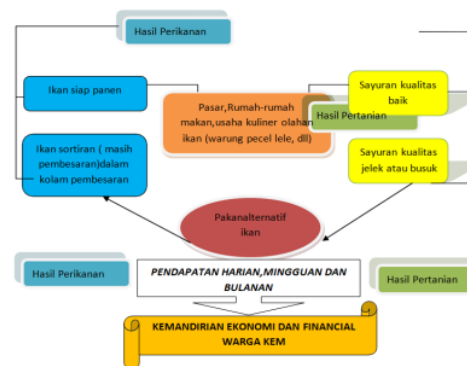 Hasil Perikanan
Ikan siap panen
Pasar,Rumah-rumah
makan,usaha kuliner olahan
ikan (warung pecel lele, dll)
Hasil Pertanian
Sayuran kualitas
baik
Ikan sortiran ( masih
pembesaran)dalam
kolam pembesaran
Sayuran kualitas
jelek atau busuk
Pakanalternatif
ikan
Hasil Perikanan
PENDAPATAN HARIAN,MINGGUAN DAN
BULANAN
Hasil Pertanian
KEMANDIRIAN EKONOMI DAN FINANCIAL
WARGA KEM